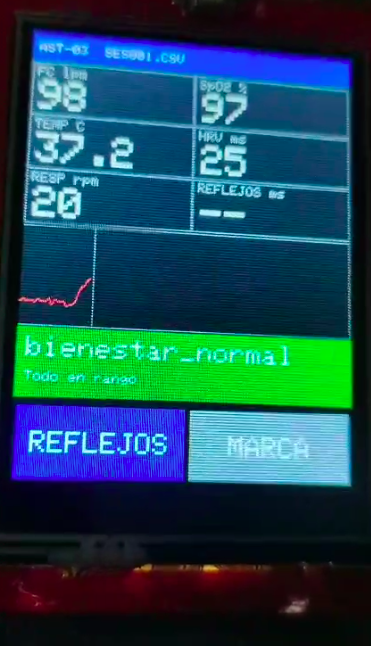 AST-03 SES001.CSV
FC lpm SpO2 %
98 97
TEMP C HRV ms
37.2 25
RESP rpm REFLEJOS ms
20 --
bienestar_normal
Todo en rango
REFLEJOS MARCA